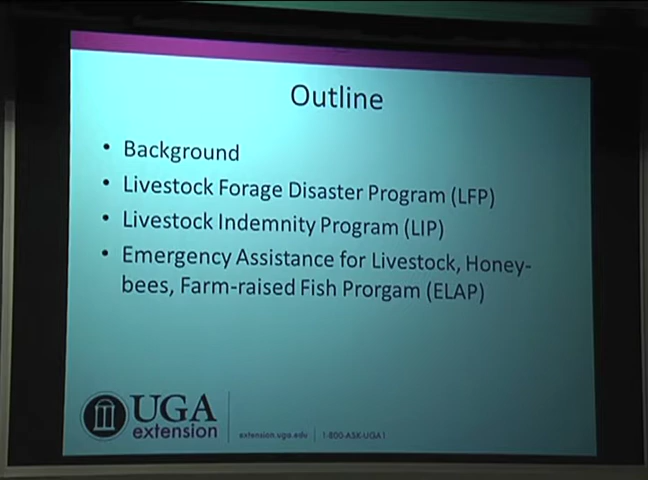 Outline
• Background
• Livestock Forage Disaster Program (LFP)
• Livestock Indemnity Program (LIP)
• Emergency Assistance for Livestock, Honey-
bees, Farm-raised Fish Prorgam (ELAP)
UGA
extension
extension.uga.edu | 1-800-ASK-UGA1